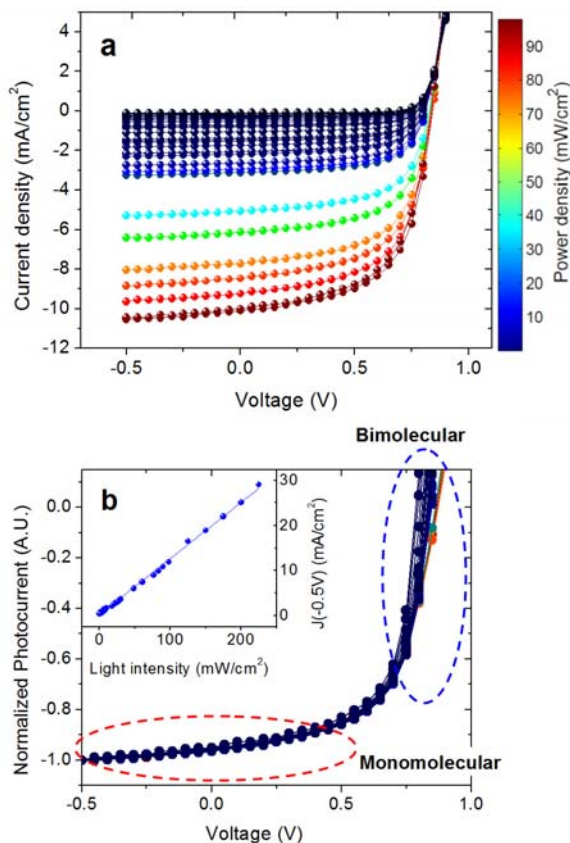 a
4
2
0
-2
-4
-6
-8
-10
-12
Current density (mA/cm²)
-0.5 0.0 0.5 1.0
Voltage (V)
90
80
70
60
50
40
30
20
10
Power density (mW/cm²)
Bimolecular
b
0.0
-0.2
-0.4
-0.6
-0.8
-1.0
Normalized Photocurrent (A.U.)
30
20
10
0
J(-0.5V) (mA/cm²)
0 100 200
Light intensity (mW/cm²)
Monomolecular
-0.5 0.0 0.5 1.0
Voltage (V)